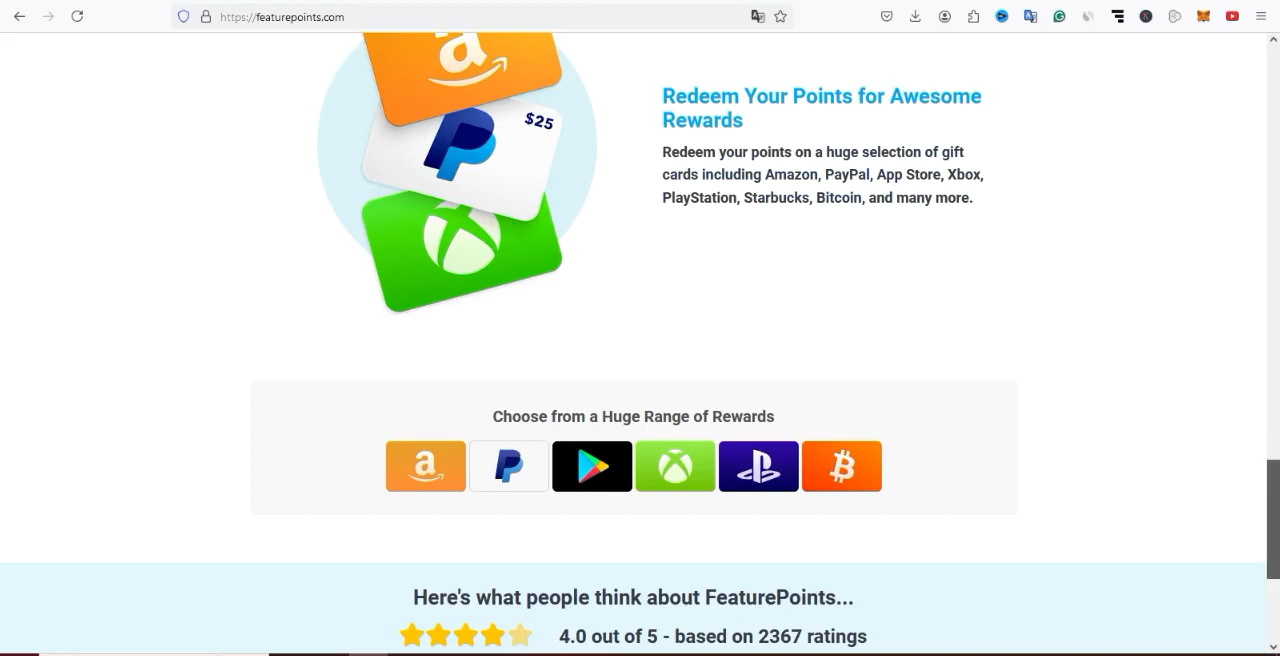 https://featurepoints.com
$25
Redeem Your Points for Awesome
Rewards
Redeem your points on a huge selection of gift
cards including Amazon, PayPal, App Store, Xbox,
PlayStation, Starbucks, Bitcoin, and many more.
Choose from a Huge Range of Rewards
Here's what people think about FeaturePoints...
4.0 out of 5 - based on 2367 ratings